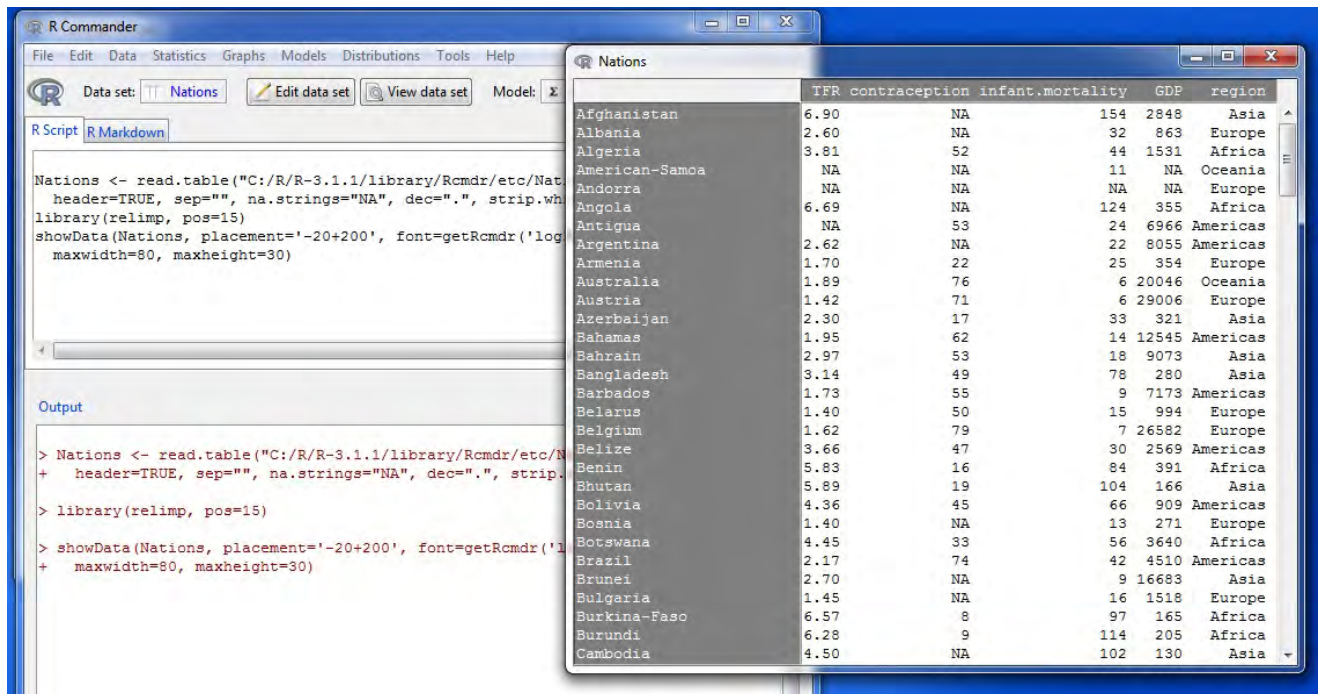 R Commander
File Edit Data Statistics Graphs Models Distributions Tools Help
Data set: Nations Edit data set View data set Model: Σ
R Script R Markdown
Nations <- read.table("C:/R/R-3.1.1/library/Rcmdr/etc/Nat
header=TRUE, sep="", na.strings="NA", dec=".", strip.wh
library(relimp, pos=15)
showData(Nations, placement='-20+200', font=getRcmdr('log
maxwidth=80, maxheight=30)
Output
> Nations <- read.table("C:/R/R-3.1.1/library/Rcmdr/etc/N
+ header=TRUE, sep="", na.strings="NA", dec=".", strip.
> library(relimp, pos=15)
> showData(Nations, placement='-20+200', font=getRcmdr('l
+ maxwidth=80, maxheight=30)
Nations
TFR contraception infant.mortality GDP region
Afghanistan 6.90 NA 154 2848 Asia
Albania 2.60 NA 32 863 Europe
Algeria 3.81 52 44 1531 Africa
American-Samoa NA NA 11 NA Oceania
Andorra NA NA NA NA Europe
Angola 6.69 NA 124 355 Africa
Antigua NA 53 24 6966 Americas
Argentina 2.62 NA 22 8055 Americas
Armenia 1.70 22 25 354 Europe
Australia 1.89 76 6 20046 Oceania
Austria 1.42 71 6 29006 Europe
Azerbaijan 2.30 17 33 321 Asia
Bahamas 1.95 62 14 12545 Americas
Bahrain 2.97 53 18 9073 Asia
Bangladesh 3.14 49 78 280 Asia
Barbados 1.73 55 9 7173 Americas
Belarus 1.40 50 15 994 Europe
Belgium 1.62 79 7 26582 Europe
Belize 3.66 47 30 2569 Americas
Benin 5.83 16 84 391 Africa
Bhutan 5.89 19 104 166 Asia
Bolivia 4.36 45 66 909 Americas
Bosnia 1.40 NA 13 271 Europe
Botswana 4.45 33 56 3640 Africa
Brazil 2.17 74 42 4510 Americas
Brunei 2.70 NA 9 16683 Asia
Bulgaria 1.45 NA 16 1518 Europe
Burkina-Faso 6.57 8 97 165 Africa
Burundi 6.28 9 114 205 Africa
Cambodia 4.50 NA 102 130 Asia